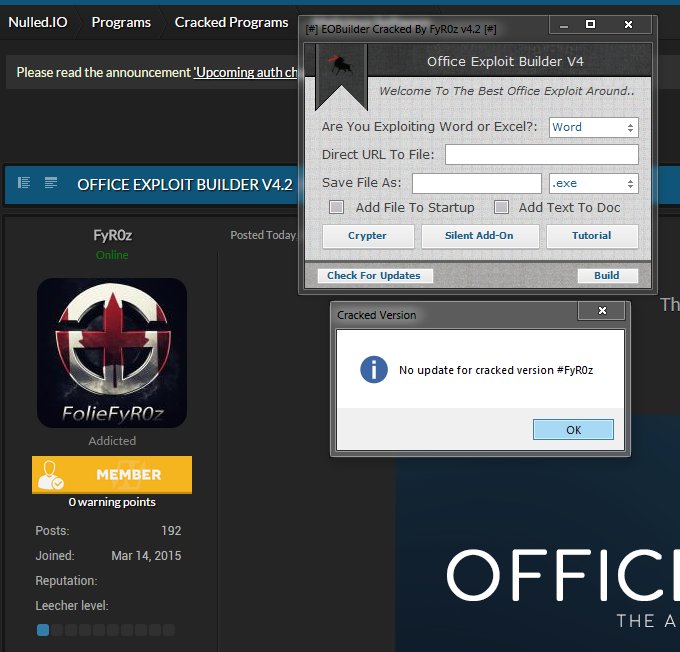 Nulled.IO
Programs
Cracked Programs
Please read the announcement 'Upcoming auth ch
OFFICE EXPLOIT BUILDER V4.2
FyR0z
Online
FolieFyR0z
Addicted
MEMBER
0 warning points
Posts: 192
Joined: Mar 14, 2015
Reputation:
Leecher level:
Posted Today,
[#] EOBuilder Cracked By FyR0z v4.2 [#]
Office Exploit Builder V4
Welcome To The Best Office Exploit Around..
Are You Exploiting Word or Excel?: Word
Direct URL To File:
Save File As: .exe
Add File To Startup
Add Text To Doc
Crypter
Silent Add-On
Tutorial
Check For Updates
Build
Th
Cracked Version
No update for cracked version #FyR0z
OK
OFFIC
THE A